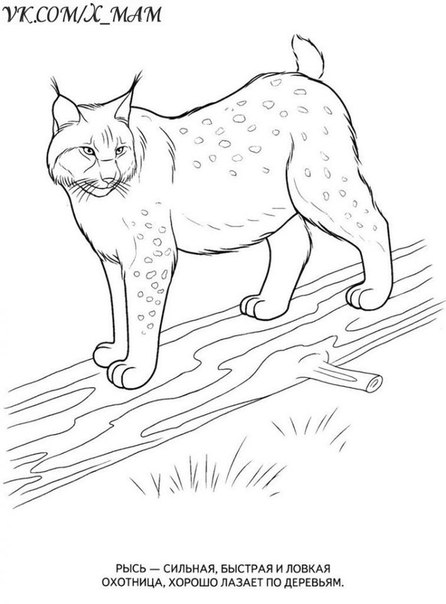 VK.COM/X_MAM
РЫСЬ — СИЛЬНАЯ, БЫСТРАЯ И ЛОВКАЯ
ОХОТНИЦА, ХОРОШО ЛАЗАЕТ ПО ДЕРЕВЬЯМ.